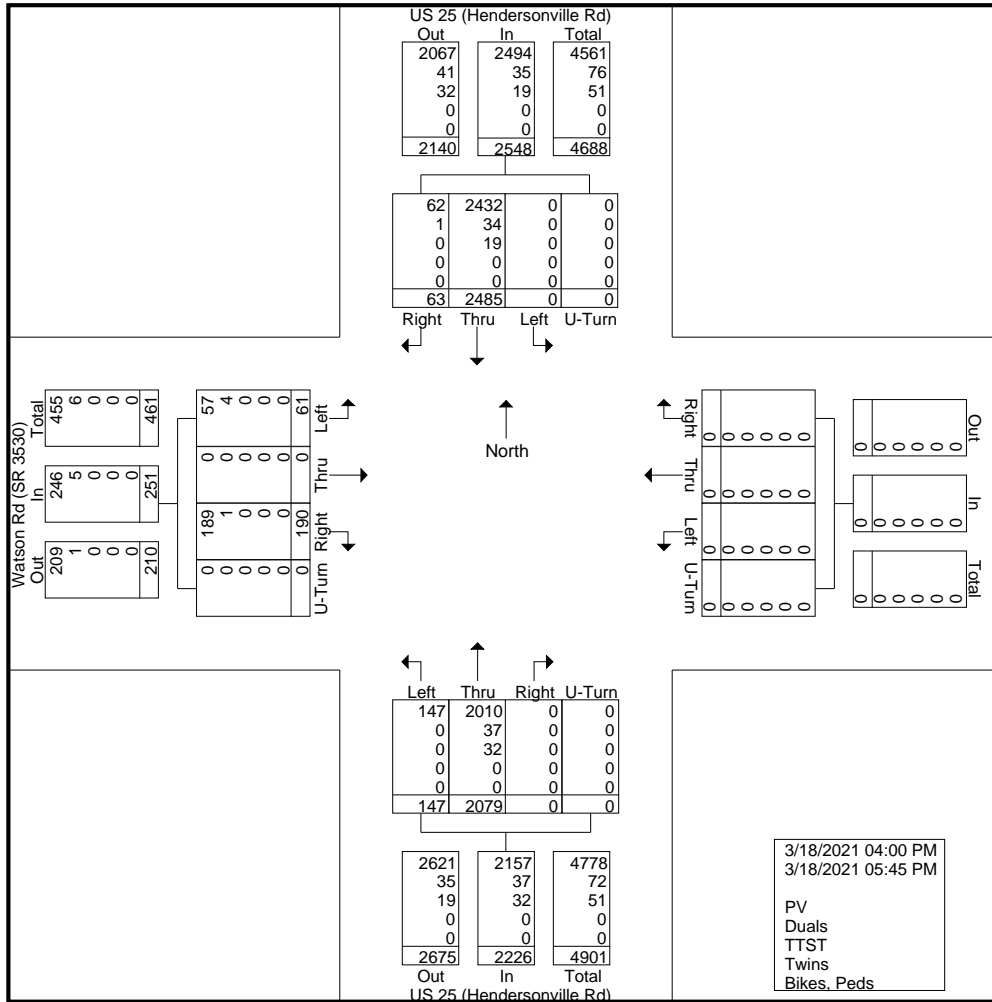 US 25 (Hendersonville Rd)
Out In Total
2067 2494 4561
41 35 76
32 19 51
0 0 0
0 0 0
2140 2548 4688
62 2432 0 0
1 34 0 0
0 19 0 0
0 0 0 0
0 0 0 0
63 2485 0 0
Right Thru Left U-Turn
Watson Rd (SR 3530)
Total
455 6 0 0 0 461
In
246 5 0 0 0 251
Out
209 1 0 0 0 210
57 4 0 0 0 61
Left
0 0 0 0 0 0
Thru
189 1 0 0 0 190
Right
0 0 0 0 0 0
U-Turn
North
Right
0 0 0 0 0 0
Thru
0 0 0 0 0 0
Left
0 0 0 0 0 0
U-Turn
0 0 0 0 0 0
Out
0 0 0 0 0 0
In
0 0 0 0 0 0
Total
0 0 0 0 0 0
Left Thru Right U-Turn
147 2010 0 0
0 37 0 0
0 32 0 0
0 0 0 0
0 0 0 0
147 2079 0 0
2621 2157 4778
35 37 72
19 32 51
0 0 0
0 0 0
2675 2226 4901
Out In Total
US 25 (Hendersonville Rd)
3/18/2021 04:00 PM
3/18/2021 05:45 PM
PV
Duals
TTST
Twins
Bikes, Peds